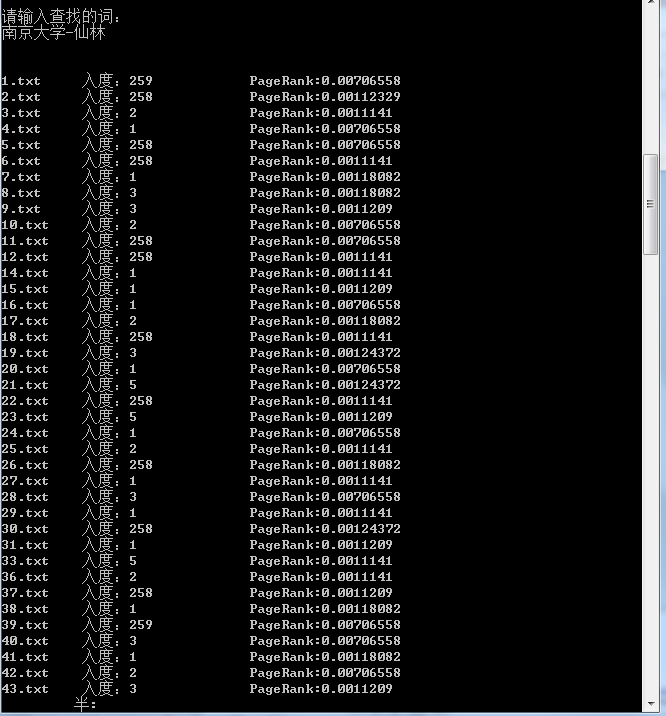 请输入查找的词:
南京大学-仙林
1.txt 入度：259 PageRank:0.00706558
2.txt 入度：258 PageRank:0.00112329
3.txt 入度：2 PageRank:0.0011141
4.txt 入度：1 PageRank:0.00706558
5.txt 入度：258 PageRank:0.00706558
6.txt 入度：258 PageRank:0.0011141
7.txt 入度：1 PageRank:0.00118082
8.txt 入度：3 PageRank:0.00118082
9.txt 入度：3 PageRank:0.0011209
10.txt 入度：2 PageRank:0.00706558
11.txt 入度：258 PageRank:0.00706558
12.txt 入度：258 PageRank:0.0011141
14.txt 入度：1 PageRank:0.0011141
15.txt 入度：1 PageRank:0.0011209
16.txt 入度：1 PageRank:0.00706558
17.txt 入度：2 PageRank:0.00118082
18.txt 入度：258 PageRank:0.0011141
19.txt 入度：3 PageRank:0.00124372
20.txt 入度：1 PageRank:0.00706558
21.txt 入度：5 PageRank:0.00124372
22.txt 入度：258 PageRank:0.0011141
23.txt 入度：5 PageRank:0.0011209
24.txt 入度：1 PageRank:0.00706558
25.txt 入度：2 PageRank:0.0011141
26.txt 入度：258 PageRank:0.00118082
27.txt 入度：1 PageRank:0.0011141
28.txt 入度：3 PageRank:0.00706558
29.txt 入度：1 PageRank:0.0011141
30.txt 入度：258 PageRank:0.00124372
31.txt 入度：1 PageRank:0.0011209
33.txt 入度：5 PageRank:0.0011141
36.txt 入度：2 PageRank:0.0011141
37.txt 入度：258 PageRank:0.0011209
38.txt 入度：1 PageRank:0.00118082
39.txt 入度：259 PageRank:0.00706558
40.txt 入度：3 PageRank:0.00706558
41.txt 入度：1 PageRank:0.00118082
42.txt 入度：2 PageRank:0.00706558
43.txt 入度：3 PageRank:0.0011209
半: